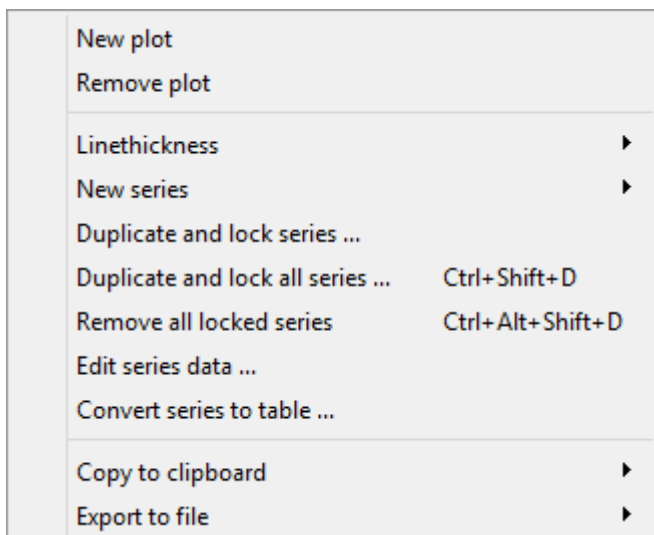 New plot
Remove plot
Linethickness
New series
Duplicate and lock series ...
Duplicate and lock all series ... Ctrl+Shift+D
Remove all locked series Ctrl+Alt+Shift+D
Edit series data ...
Convert series to table ...
Copy to clipboard
Export to file